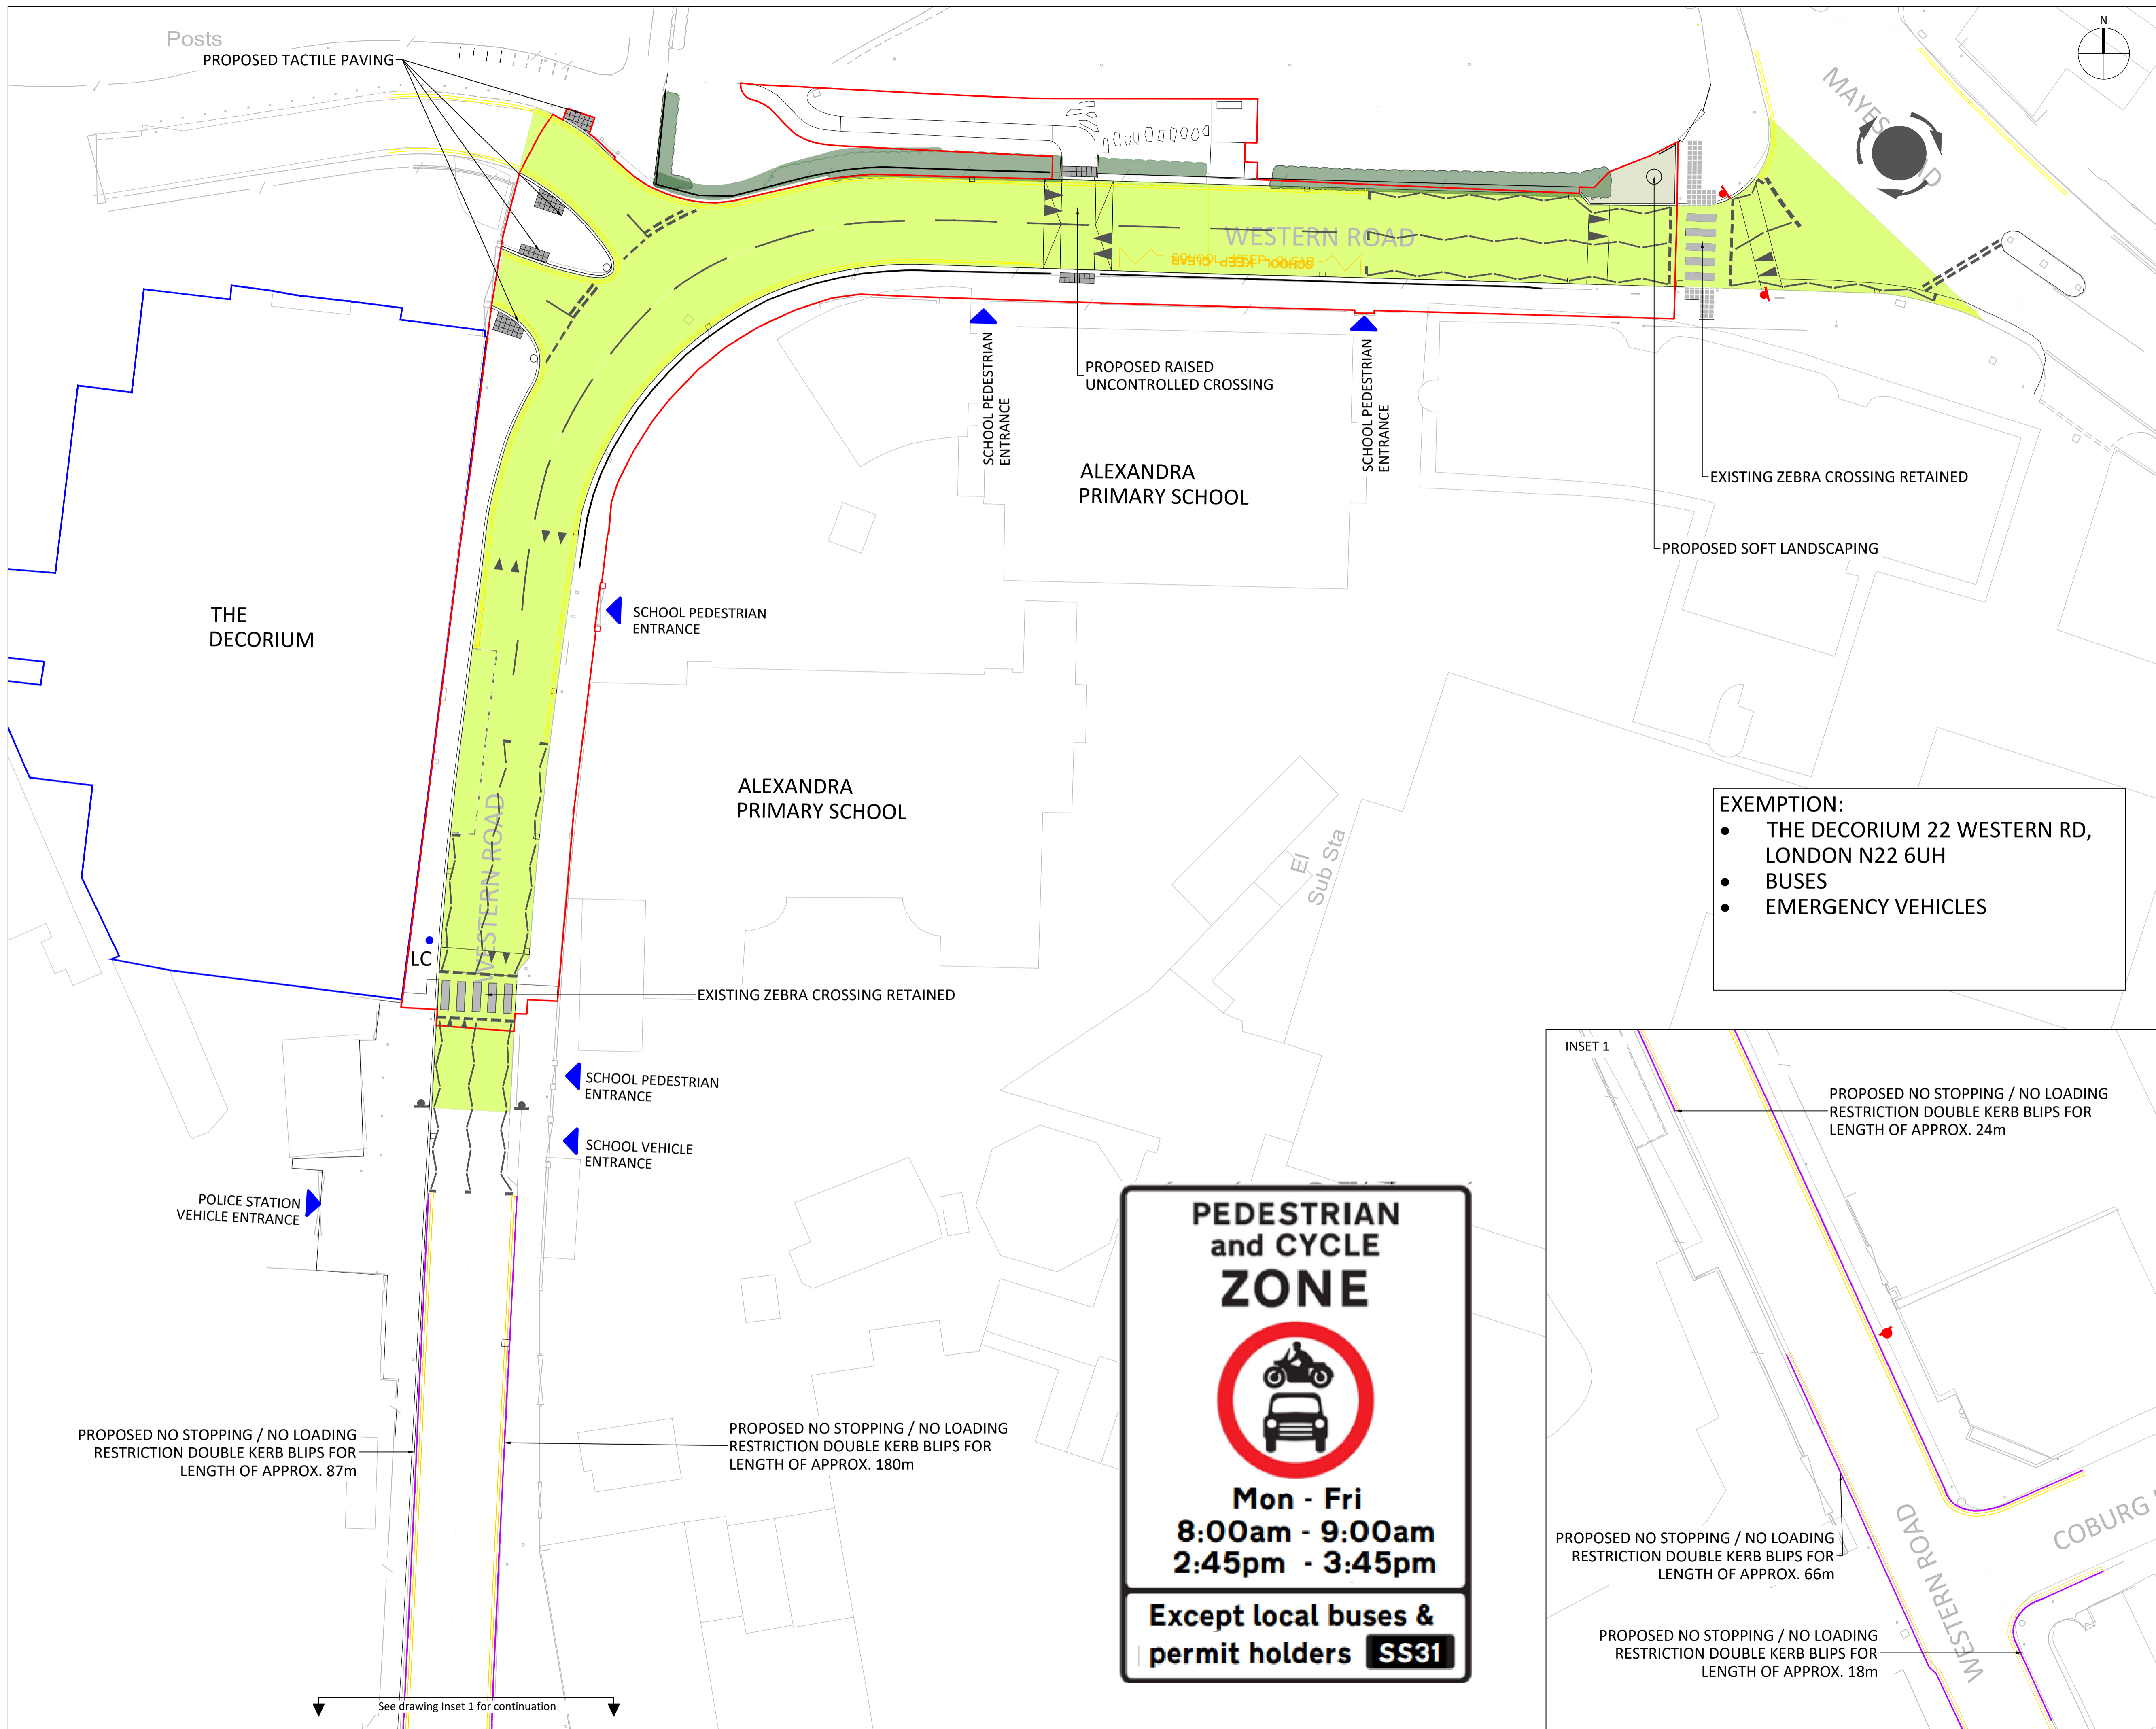 Posts
PROPOSED TACTILE PAVING
N
WESTERN ROAD
SCHOOL KEEP CLEAR
SCHOOL KEEP CLEAR
SCHOOL PEDESTRIAN
ENTRANCE
PROPOSED RAISED
UNCONTROLLED CROSSING
SCHOOL PEDESTRIAN
ENTRANCE
ALEXANDRA
PRIMARY SCHOOL
EXISTING ZEBRA CROSSING RETAINED
PROPOSED SOFT LANDSCAPING
THE
DECORIUM
SCHOOL PEDESTRIAN
ENTRANCE
ALEXANDRA
PRIMARY SCHOOL
WESTERN ROAD
El
Sub Sta
EXEMPTION:
• THE DECORIUM 22 WESTERN RD,
LONDON N22 6UH
• BUSES
• EMERGENCY VEHICLES
LC
EXISTING ZEBRA CROSSING RETAINED
SCHOOL PEDESTRIAN
ENTRANCE
SCHOOL VEHICLE
ENTRANCE
POLICE STATION
VEHICLE ENTRANCE
PROPOSED NO STOPPING / NO LOADING
RESTRICTION DOUBLE KERB BLIPS FOR
LENGTH OF APPROX. 87m
PROPOSED NO STOPPING / NO LOADING
RESTRICTION DOUBLE KERB BLIPS FOR
LENGTH OF APPROX. 180m
See drawing Inset 1 for continuation
PEDESTRIAN
and CYCLE
ZONE
Mon - Fri
8:00am - 9:00am
2:45pm - 3:45pm
Except local buses &
permit holders SS31
INSET 1
PROPOSED NO STOPPING / NO LOADING
RESTRICTION DOUBLE KERB BLIPS FOR
LENGTH OF APPROX. 24m
PROPOSED NO STOPPING / NO LOADING
RESTRICTION DOUBLE KERB BLIPS FOR
LENGTH OF APPROX. 66m
PROPOSED NO STOPPING / NO LOADING
RESTRICTION DOUBLE KERB BLIPS FOR
LENGTH OF APPROX. 18m
WESTERN ROAD
COBURG